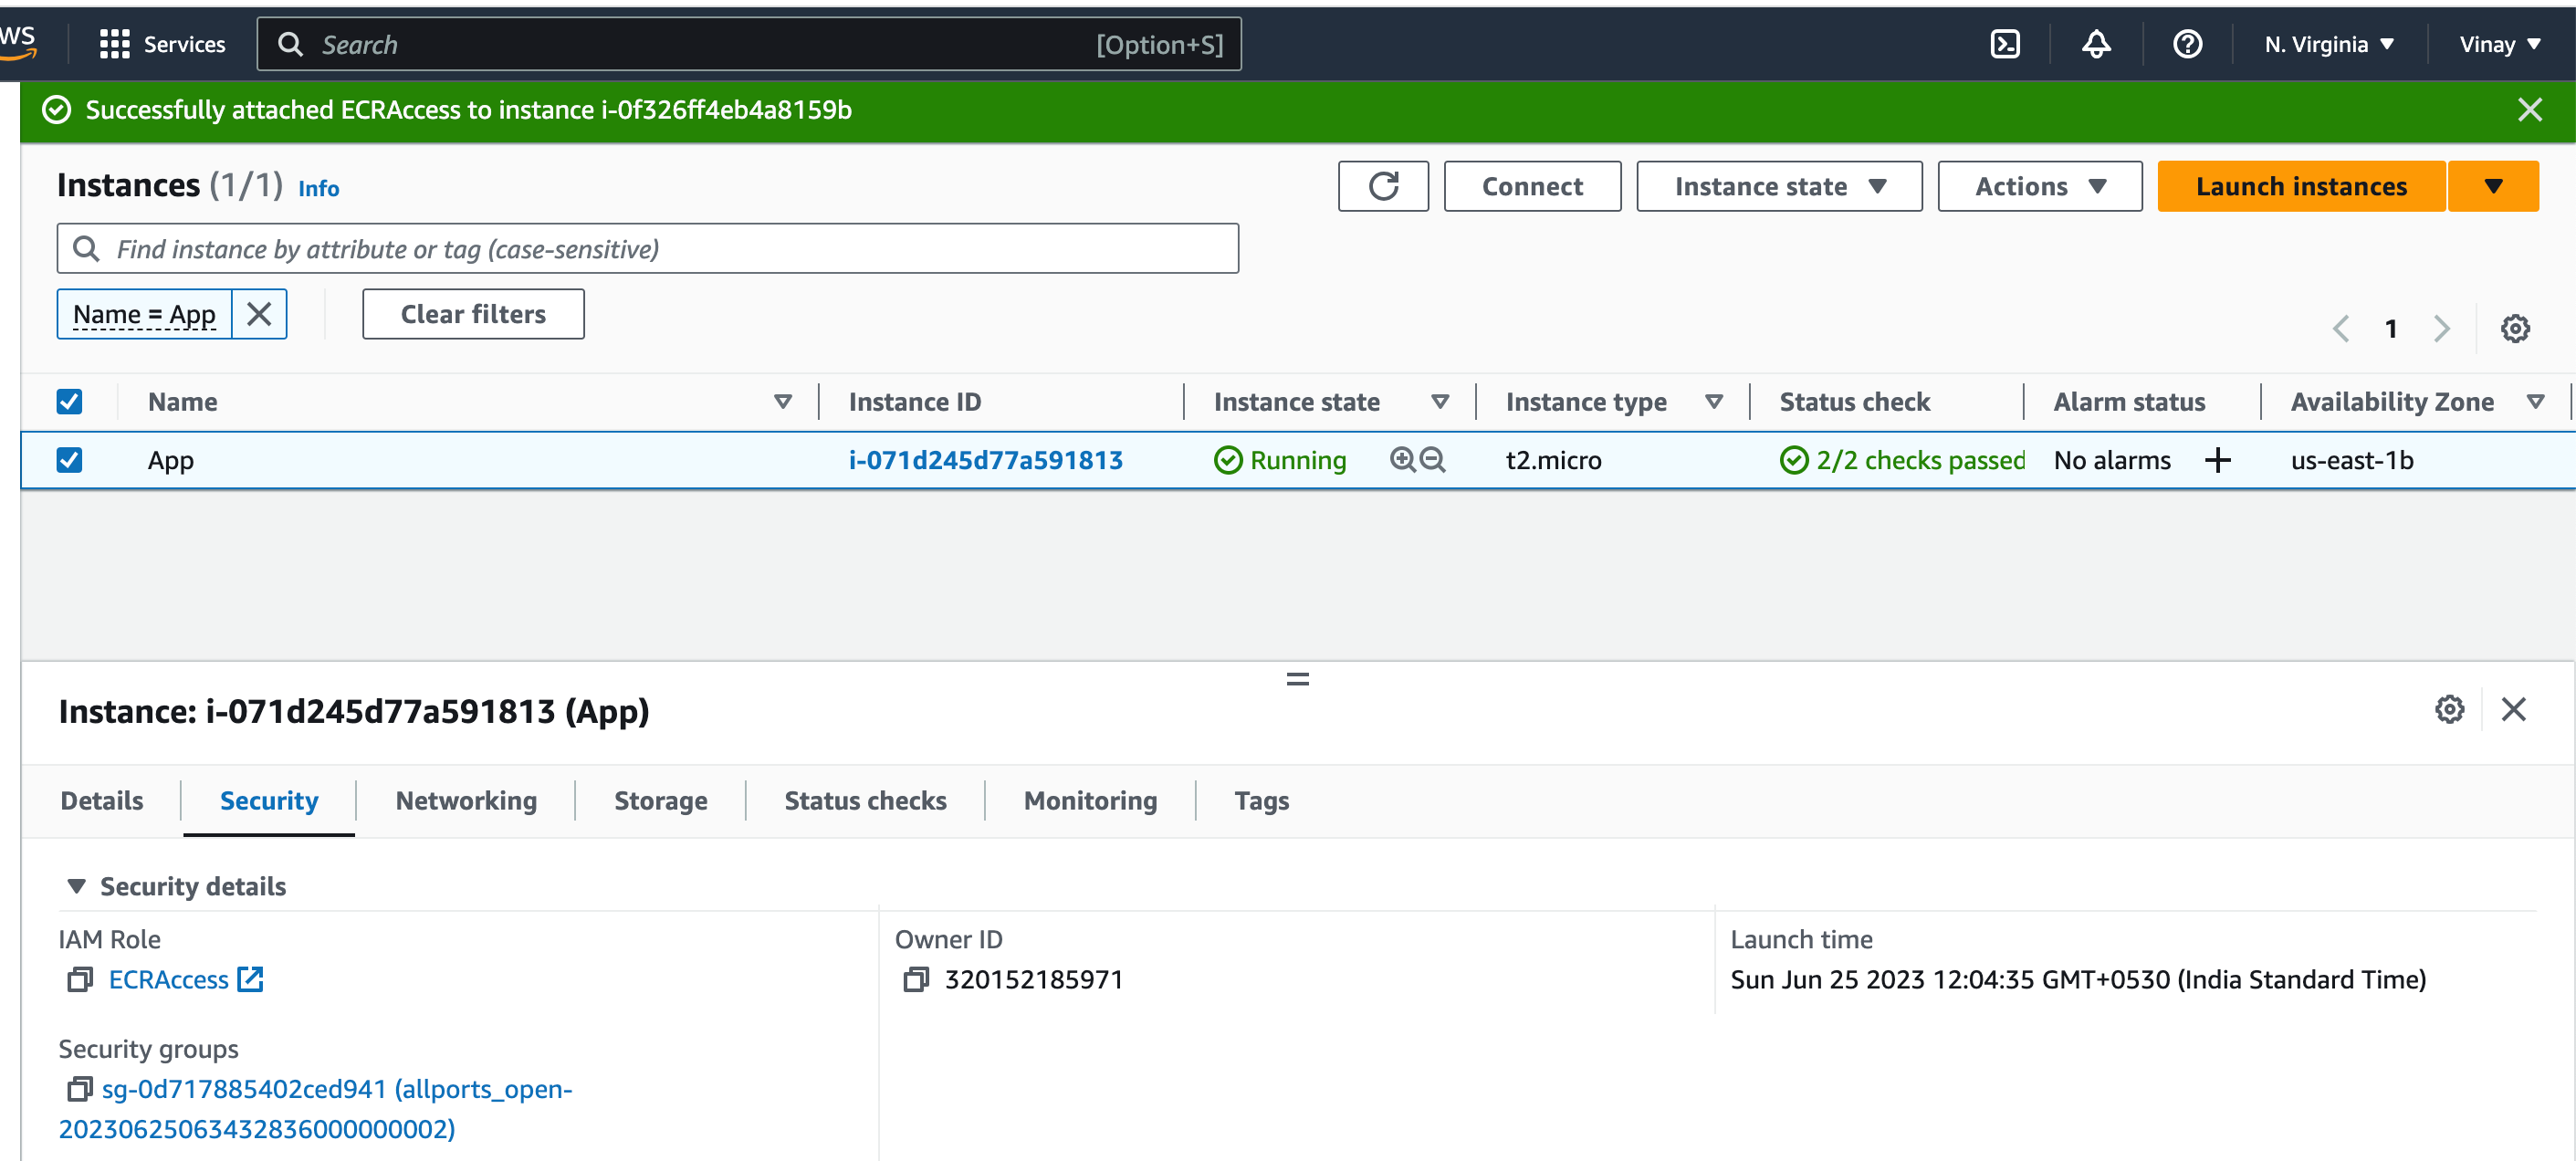 WS
Services
Search
[Option+S]
N. Virginia
Vinay
Successfully attached ECRAccess to instance i-0f326ff4eb4a8159b
Instances (1/1) Info
Connect
Instance state
Actions
Launch instances
Find instance by attribute or tag (case-sensitive)
Name = App
Clear filters
1
Name
Instance ID
Instance state
Instance type
Status check
Alarm status
Availability Zone
App
i-071d245d77a591813
Running
t2.micro
2/2 checks passed
No alarms +
us-east-1b
Instance: i-071d245d77a591813 (App)
Details
Security
Networking
Storage
Status checks
Monitoring
Tags
Security details
IAM Role
ECRAccess
Owner ID
320152185971
Launch time
Sun Jun 25 2023 12:04:35 GMT+0530 (India Standard Time)
Security groups
sg-0d717885402ced941 (allports_open-
20230625063432836000000002)